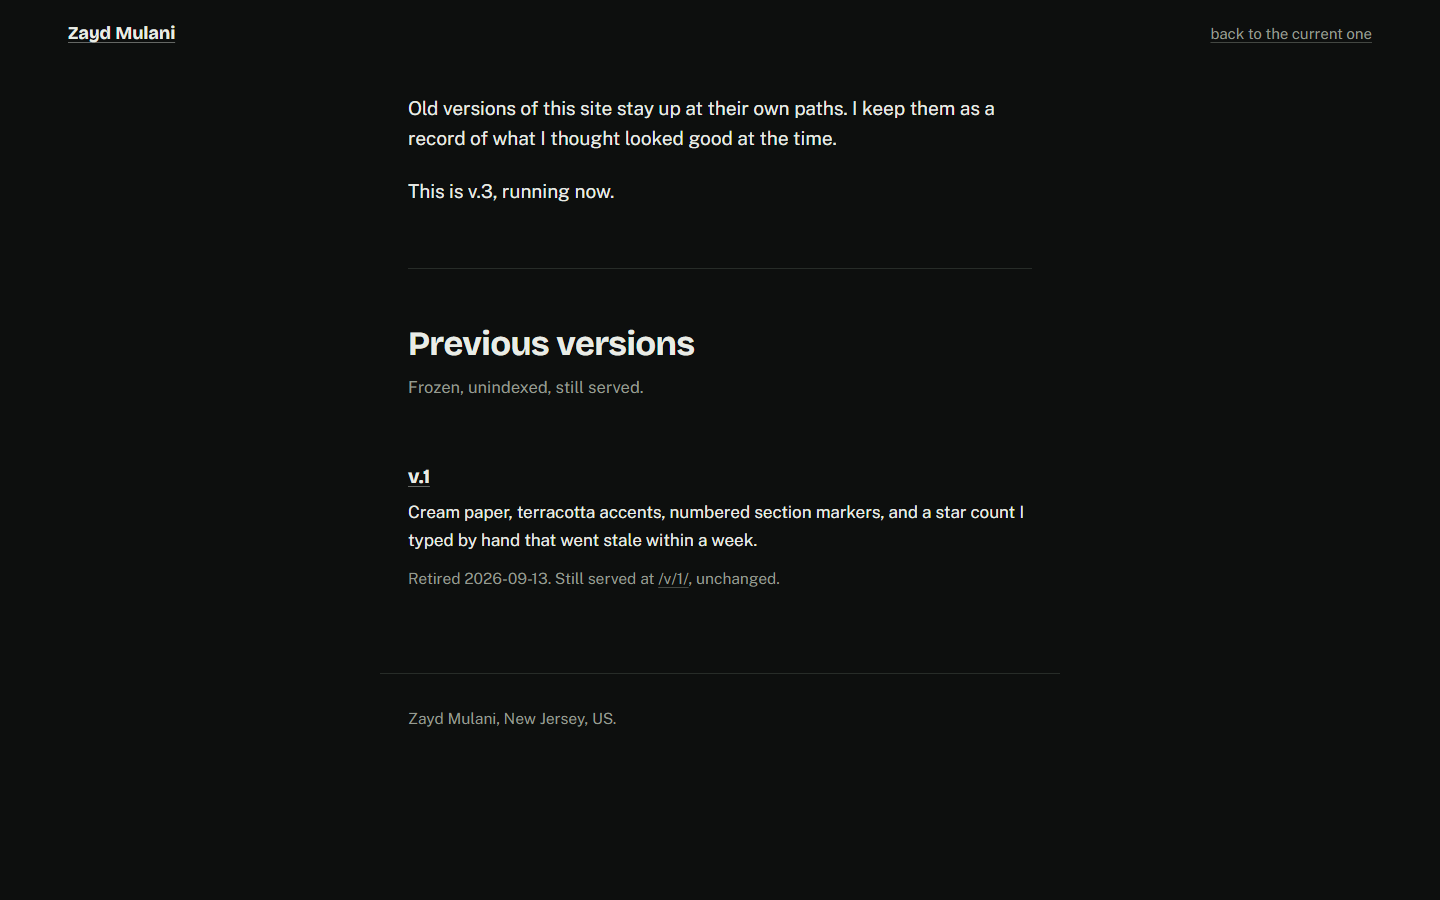 Zayd Mulani
back to the current one
Old versions of this site stay up at their own paths. I keep them as a
record of what I thought looked good at the time.
This is v.3, running now.
Previous versions
Frozen, unindexed, still served.
v.1
Cream paper, terracotta accents, numbered section markers, and a star count I
typed by hand that went stale within a week.
Retired 2026-09-13. Still served at /v/1/, unchanged.
Zayd Mulani, New Jersey, US.